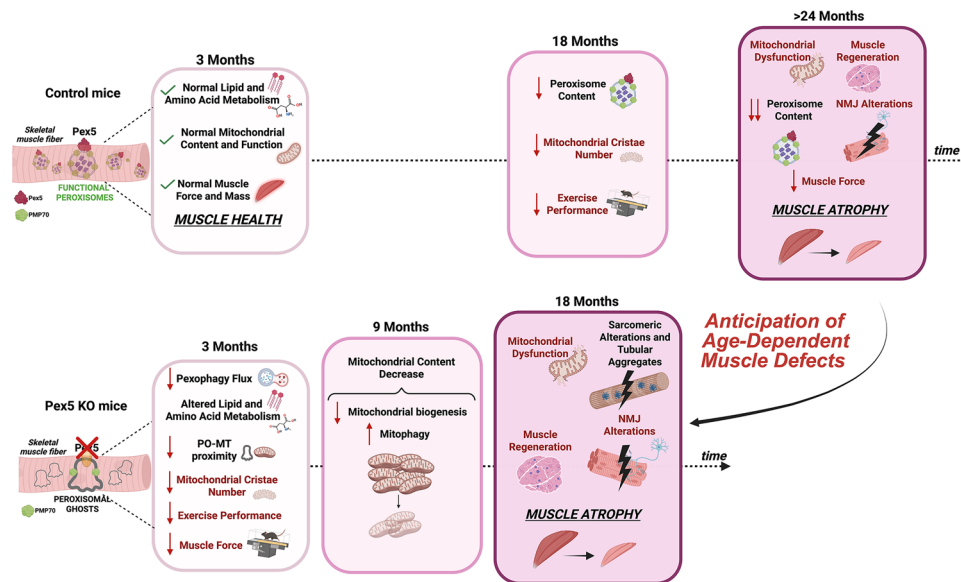 3 Months
Normal Lipid and
Amino Acid Metabolism
Normal Mitochondrial
Content and Function
Normal Muscle
Force and Mass
MUSCLE HEALTH
Control mice
Skeletal
muscle fiber
Pex5
FUNCTIONAL
PEROXISOMES
Pex5
PMP70
18 Months
Peroxisome
Content
Mitochondrial Cristae
Number
Exercise
Performance
>24 Months
Mitochondrial
Dysfunction
Muscle
Regeneration
Peroxisome
Content
NMJ Alterations
Muscle Force
MUSCLE ATROPHY
time
Anticipation of
Age-Dependent
Muscle Defects
Pex5 KO mice
Skeletal
muscle fiber
Pex5
PEROXISOMAL
GHOSTS
PMP70
3 Months
Pexophagy Flux
Altered Lipid and
Amino Acid Metabolism
PO-MT
proximity
Mitochondrial Cristae
Number
Exercise Performance
Muscle Force
9 Months
Mitochondrial Content
Decrease
Mitochondrial biogenesis
Mitophagy
18 Months
Mitochondrial
Dysfunction
Sarcomeric
Alterations and
Tubular
Aggregates
Muscle
Regeneration
NMJ
Alterations
MUSCLE ATROPHY
time